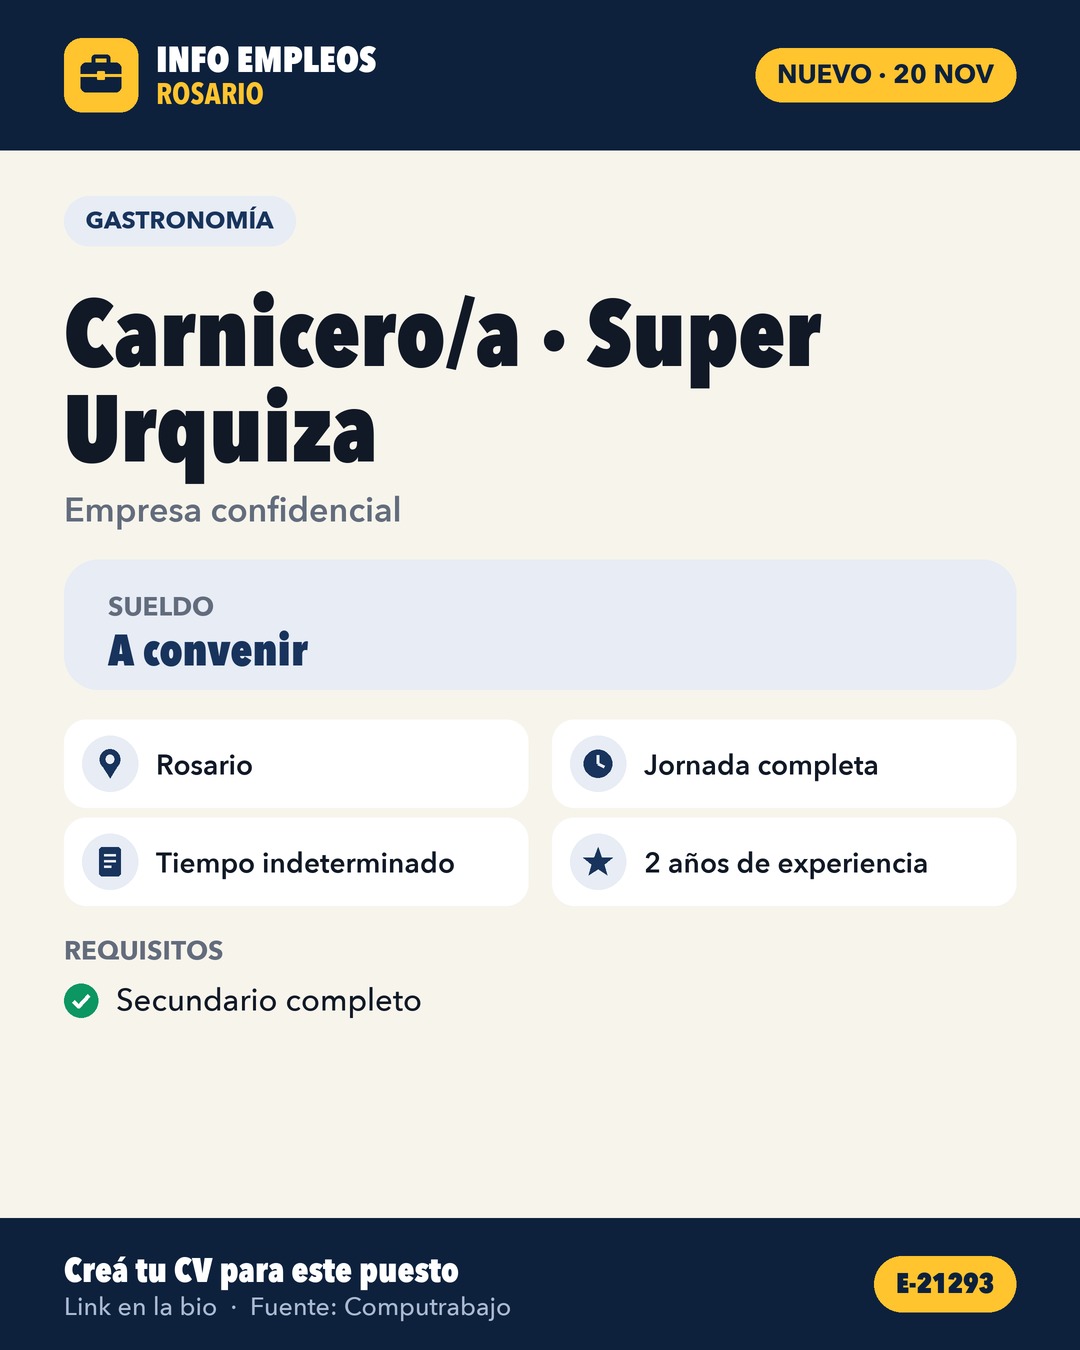 INFO EMPLEOS
ROSARIO
NUEVO · 20 NOV
GASTRONOMÍA
Carnicero/a · Super
Urquiza
Empresa confidencial
SUELDO
A convenir
Rosario
Jornada completa
Tiempo indeterminado
2 años de experiencia
REQUISITOS
Secundario completo
Creá tu CV para este puesto
Link en la bio · Fuente: Computrabajo
E-21293